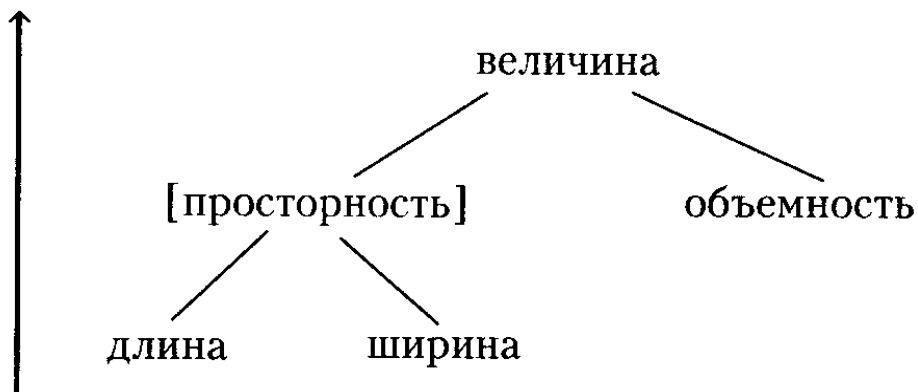 величина
[просторность] объемность
длина ширина